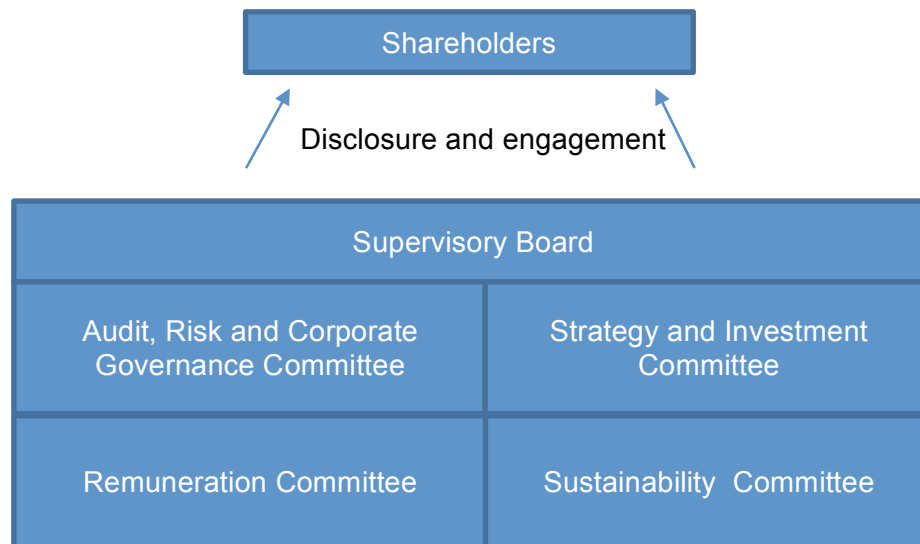 Shareholders
Disclosure and engagement
Supervisory Board
Audit, Risk and Corporate
Governance Committee
Strategy and Investment
Committee
Remuneration Committee
Sustainability Committee